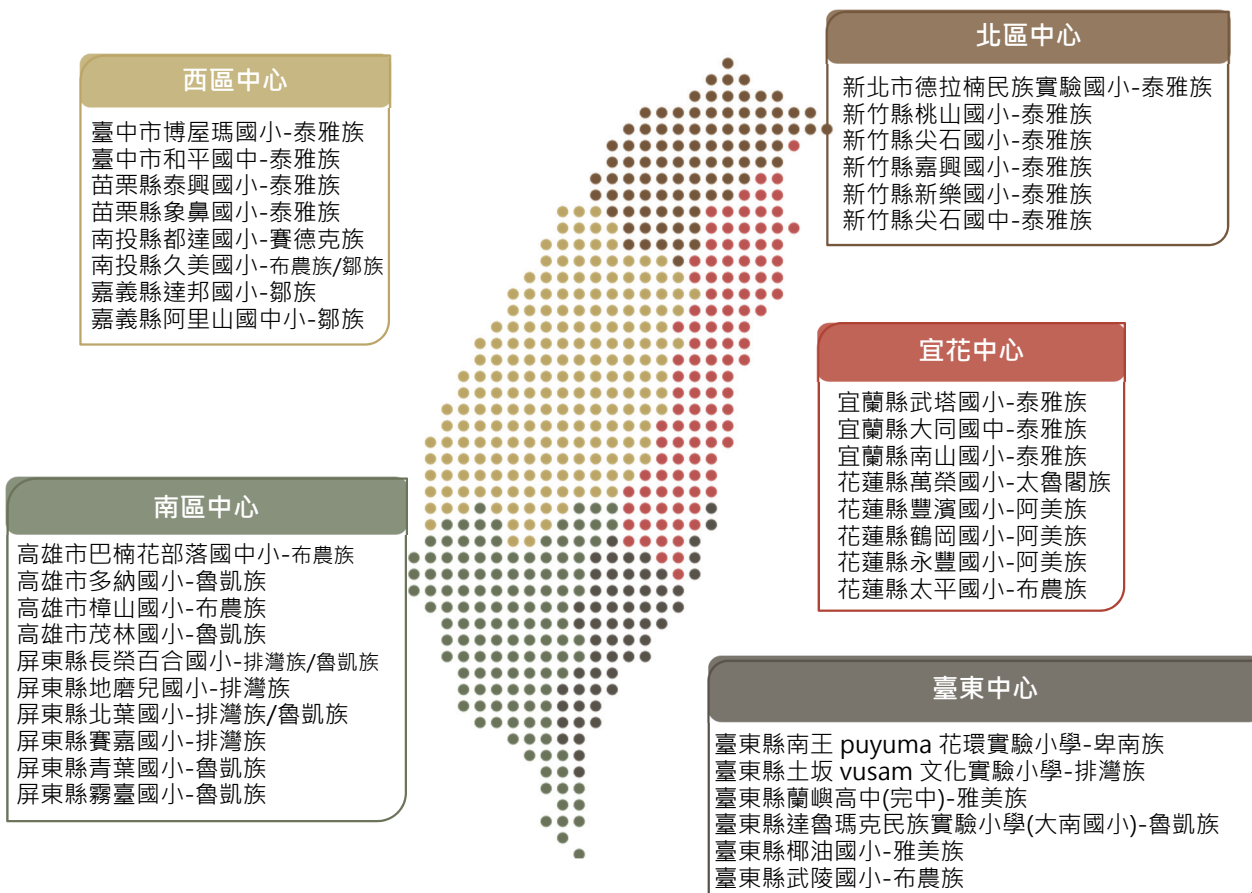 西區中心
臺中市博屋瑪國小-泰雅族
臺中市和平國中-泰雅族
苗栗縣泰興國小-泰雅族
苗栗縣象鼻國小-泰雅族
南投縣都達國小-賽德克族
南投縣久美國小-布農族/鄒族
嘉義縣達邦國小-鄒族
嘉義縣阿里山國中小-鄒族
北區中心
新北市德拉楠民族實驗國小-泰雅族
新竹縣桃山國小-泰雅族
新竹縣尖石國小-泰雅族
新竹縣嘉興國小-泰雅族
新竹縣新樂國小-泰雅族
新竹縣尖石國中-泰雅族
宜花中心
宜蘭縣武塔國小-泰雅族
宜蘭縣大同國中-泰雅族
宜蘭縣南山國小-泰雅族
花蓮縣萬榮國小-太魯閣族
花蓮縣豐濱國小-阿美族
花蓮縣鶴岡國小-阿美族
花蓮縣永豐國小-阿美族
花蓮縣太平國小-布農族
南區中心
高雄市巴楠花部落國中小-布農族
高雄市多納國小-魯凱族
高雄市樟山國小-布農族
高雄市茂林國小-魯凱族
屏東縣長榮百合國小-排灣族/魯凱族
屏東縣地磨兒國小-排灣族
屏東縣北葉國小-排灣族/魯凱族
屏東縣賽嘉國小-排灣族
屏東縣青葉國小-魯凱族
屏東縣霧臺國小-魯凱族
臺東中心
臺東縣南王 puyuma 花環實驗小學-卑南族
臺東縣土坂 vusam 文化實驗小學-排灣族
臺東縣蘭嶼高中(完中)-雅美族
臺東縣達魯瑪克民族實驗小學(大南國小)-魯凱族
臺東縣椰油國小-雅美族
臺東縣武陵國小-布農族